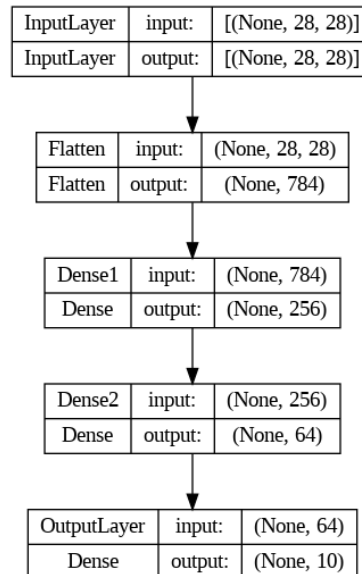 InputLayer input: [(None, 28, 28)]
InputLayer output: [(None, 28, 28)]
Flatten input: (None, 28, 28)
Flatten output: (None, 784)
Dense1 input: (None, 784)
Dense output: (None, 256)
Dense2 input: (None, 256)
Dense output: (None, 64)
OutputLayer input: (None, 64)
Dense output: (None, 10)